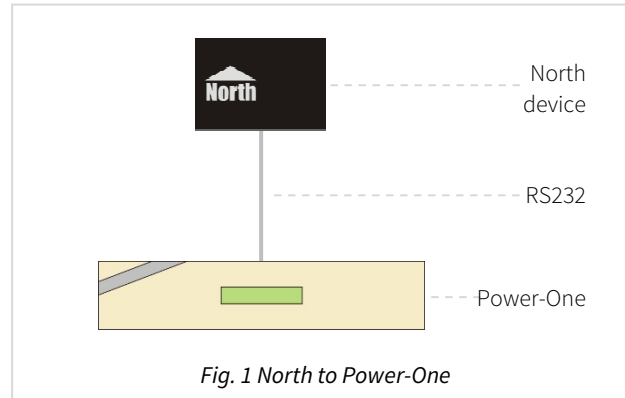 North
North
device
RS232
Power-One
Fig. 1 North to Power-One